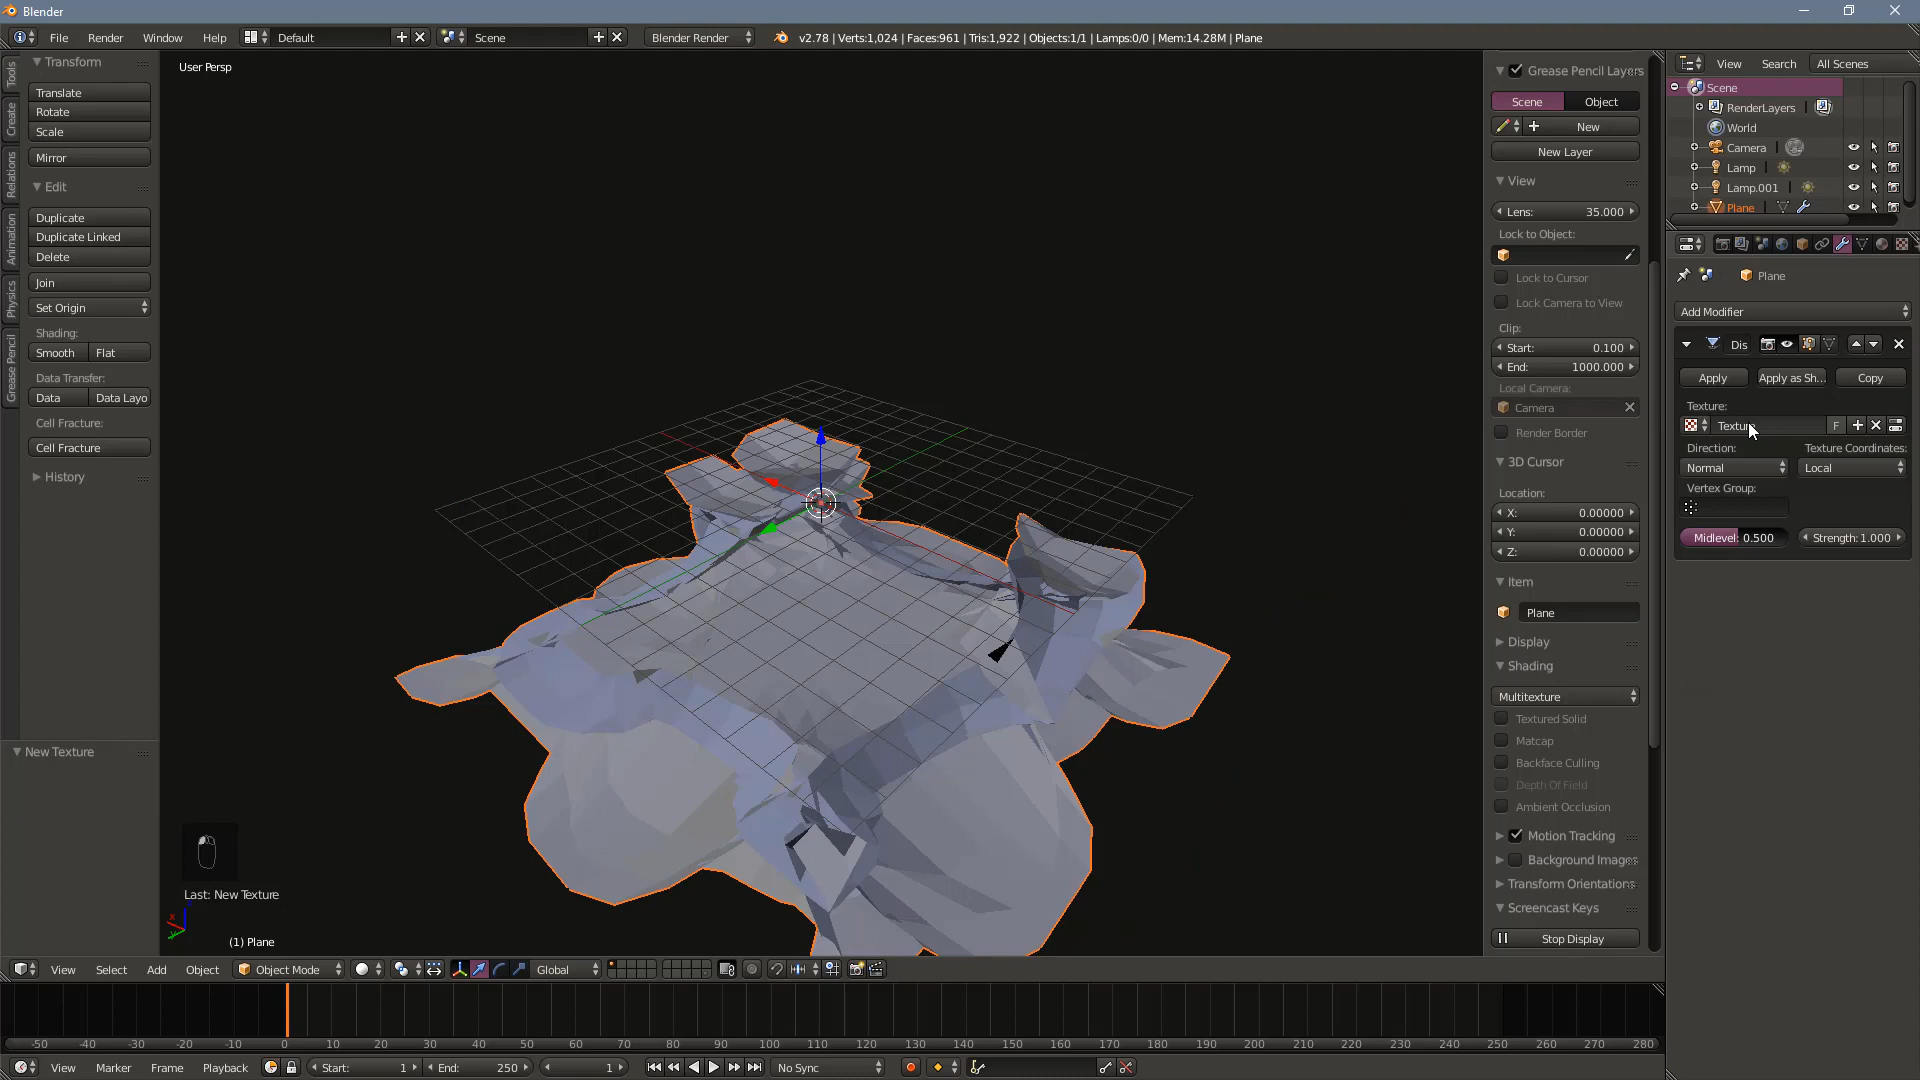 Blender
File Render Window Help Default Scene Blender Render v2.78 | Verts:1,024 | Faces:961 | Tris:1,922 | Objects:1/1 | Lamps:0/0 | Mem:14.28M | Plane
Tools
Create
Relations
Animation
Physics
Grease Pencil
Transform
Translate
Rotate
Scale
Mirror
Edit
Duplicate
Duplicate Linked
Delete
Join
Set Origin
Shading:
Smooth Flat
Data Transfer:
Data Data Layo
Cell Fracture:
Cell Fracture
History
New Texture
User Persp
Last: New Texture
(1) Plane
Grease Pencil Layers
Scene Object
New
New Layer
View
Lens: 35.000
Lock to Object:
Lock to Cursor
Lock Camera to View
Clip:
Start: 0.100
End: 1000.000
Local Camera:
Camera
Render Border
3D Cursor
Location:
X: 0.00000
Y: 0.00000
Z: 0.00000
Item
Plane
Display
Shading
Multitexture
Textured Solid
Matcap
Backface Culling
Depth Of Field
Ambient Occlusion
Motion Tracking
Background Images
Transform Orientations
Screencast Keys
Stop Display
View Search All Scenes
Scene
RenderLayers
World
Camera
Lamp
Lamp.001
Plane
Plane
Add Modifier
Dis
Apply Apply as Sh... Copy
Texture:
Texture F
Direction: Texture Coordinates:
Normal Local
Vertex Group:
Midlevel: 0.500 Strength: 1.000
View Select Add Object Object Mode Global
-50 -40 -30 -20 -10 0 10 20 30 40 50 60 70 80 90 100 110 120 130 140 150 160 170 180 190 200 210 220 230 240 250 260 270 280
View Marker Frame Playback Start: 1 End: 250 1 No Sync